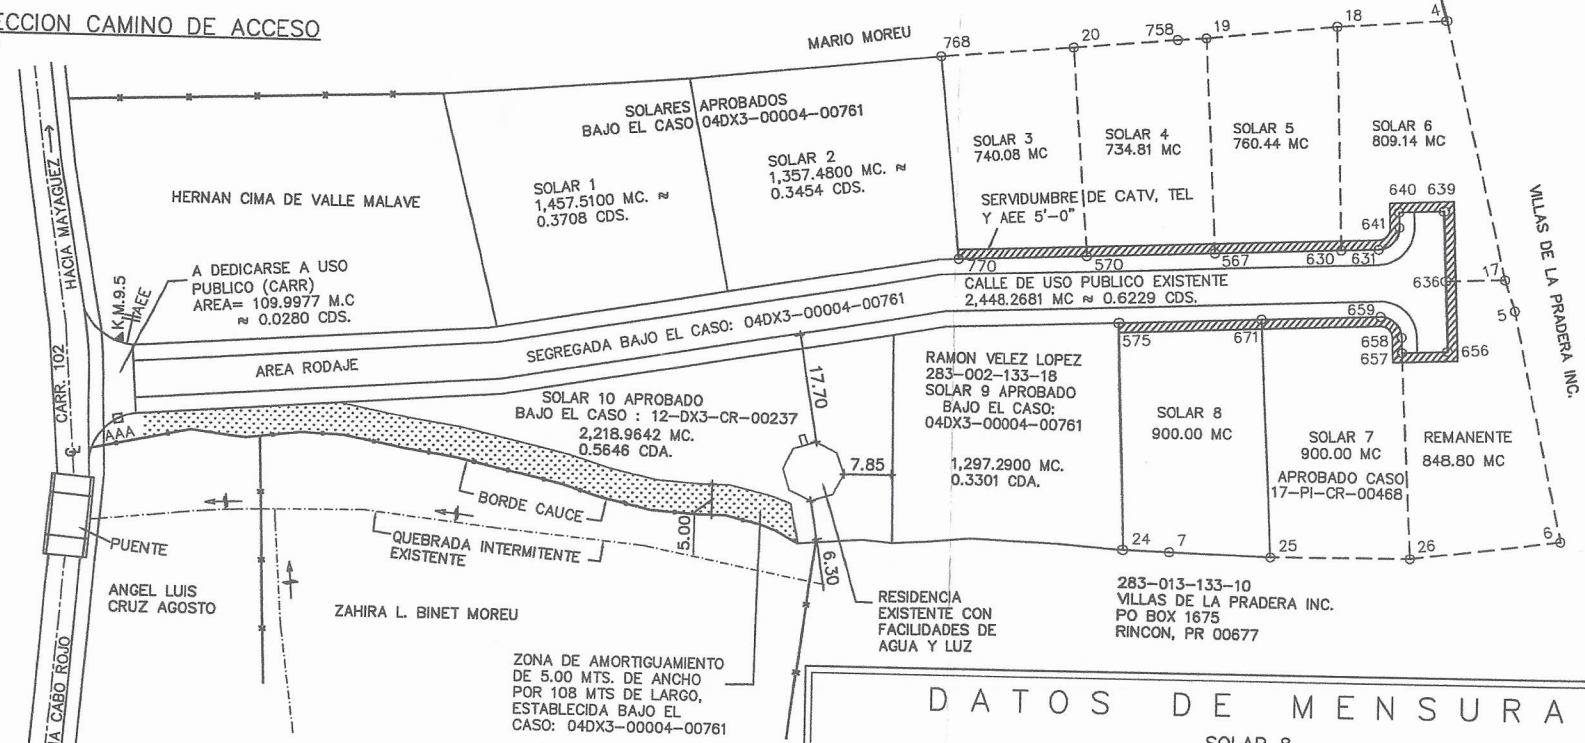 ECCION CAMINO DE ACCESO
MARIO MOREU
768
20
758
19
18
4
SOLARES APROBADOS
BAJO EL CASO 04DX3-00004-00761
HERNAN CIMA DE VALLE MALAVE
SOLAR 1
1,457.5100 MC. ≈
0.3708 CDS.
SOLAR 2
1,357.4800 MC. ≈
0.3454 CDS.
SOLAR 3
740.08 MC
SOLAR 4
734.81 MC
SOLAR 5
760.44 MC
SOLAR 6
809.14 MC
SERVIDUMBRE DE CATV, TEL
Y AEE 5'-0"
640
639
641
770
570
567
630
631
636
17
5
VILLAS DE LA PRADERA INC.
HACIA MAYAGUEZ
K.M.9.5
AEE
A DEDICARSE A USO
PUBLICO (CARR)
AREA= 109.9977 M.C
≈ 0.0280 CDS.
CALLE DE USO PUBLICO EXISTENTE
2,448.2681 MC ≈ 0.6229 CDS.
SEGREGADA BAJO EL CASO: 04DX3-00004-00761
AREA RODAJE
CARR. 102
AAA
659
658
657
656
575
671
17.70
SOLAR 10 APROBADO
BAJO EL CASO : 12-DX3-CR-00237
2,218.9642 MC.
0.5646 CDA.
RAMON VELEZ LOPEZ
283-002-133-18
SOLAR 9 APROBADO
BAJO EL CASO:
04DX3-00004-00761
1,297.2900 MC.
0.3301 CDA.
SOLAR 8
900.00 MC
SOLAR 7
900.00 MC
APROBADO CASO
17-PI-CR-00468
REMANENTE
848.80 MC
7.85
BORDE CAUCE
QUEBRADA INTERMITENTE
EXISTENTE
5.00
6.30
24
7
25
26
6
PUENTE
ANGEL LUIS
CRUZ AGOSTO
ZAHIRA L. BINET MOREU
RESIDENCIA
EXISTENTE CON
FACILIDADES DE
AGUA Y LUZ
283-013-133-10
VILLAS DE LA PRADERA INC.
PO BOX 1675
RINCON, PR 00677
ZONA DE AMORTIGUAMIENTO
DE 5.00 MTS. DE ANCHO
POR 108 MTS DE LARGO,
ESTABLECIDA BAJO EL
CASO: 04DX3-00004-00761
IA CABO ROJO
DATOS DE MENSURA
SOLAR 8